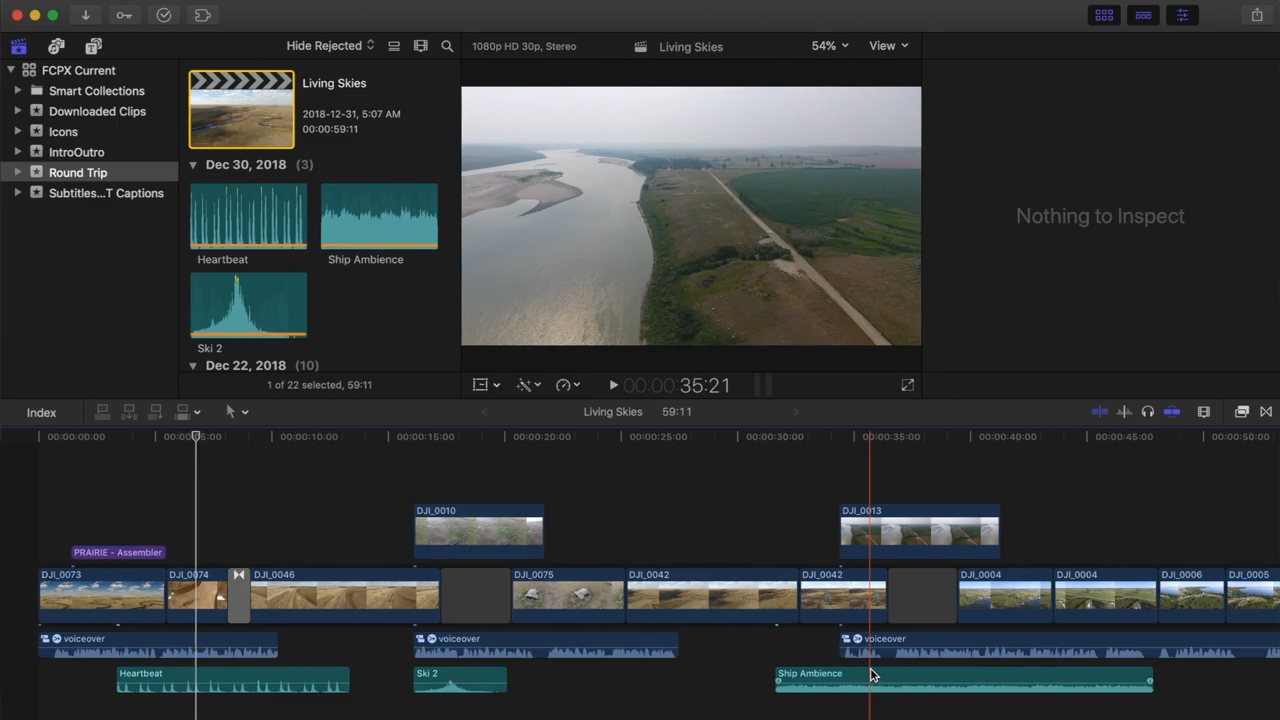 Hide Rejected
1080p HD 30p, Stereo
Living Skies
54%
View
FCPX Current
Smart Collections
Downloaded Clips
Icons
IntroOutro
Round Trip
Subtitles...T Captions
Living Skies
2018-12-31, 5:07 AM
00:00:59:11
Dec 30, 2018 (3)
Heartbeat
Ship Ambience
Ski 2
Dec 22, 2018 (10)
1 of 22 selected, 59:11
Nothing to Inspect
00:00:35:21
Index
Living Skies 59:11
00:00:00:00
00:00:05:00
00:00:10:00
00:00:15:00
00:00:20:00
00:00:25:00
00:00:30:00
00:00:35:00
00:00:40:00
00:00:45:00
00:00:50:00
DJI_0010
DJI_0013
PRAIRIE - Assembler
DJI_0073
DJI_0074
DJI_0046
DJI_0075
DJI_0042
DJI_0042
DJI_0004
DJI_0004
DJI_0006
DJI_0005
voiceover
voiceover
voiceover
Heartbeat
Ski 2
Ship Ambience